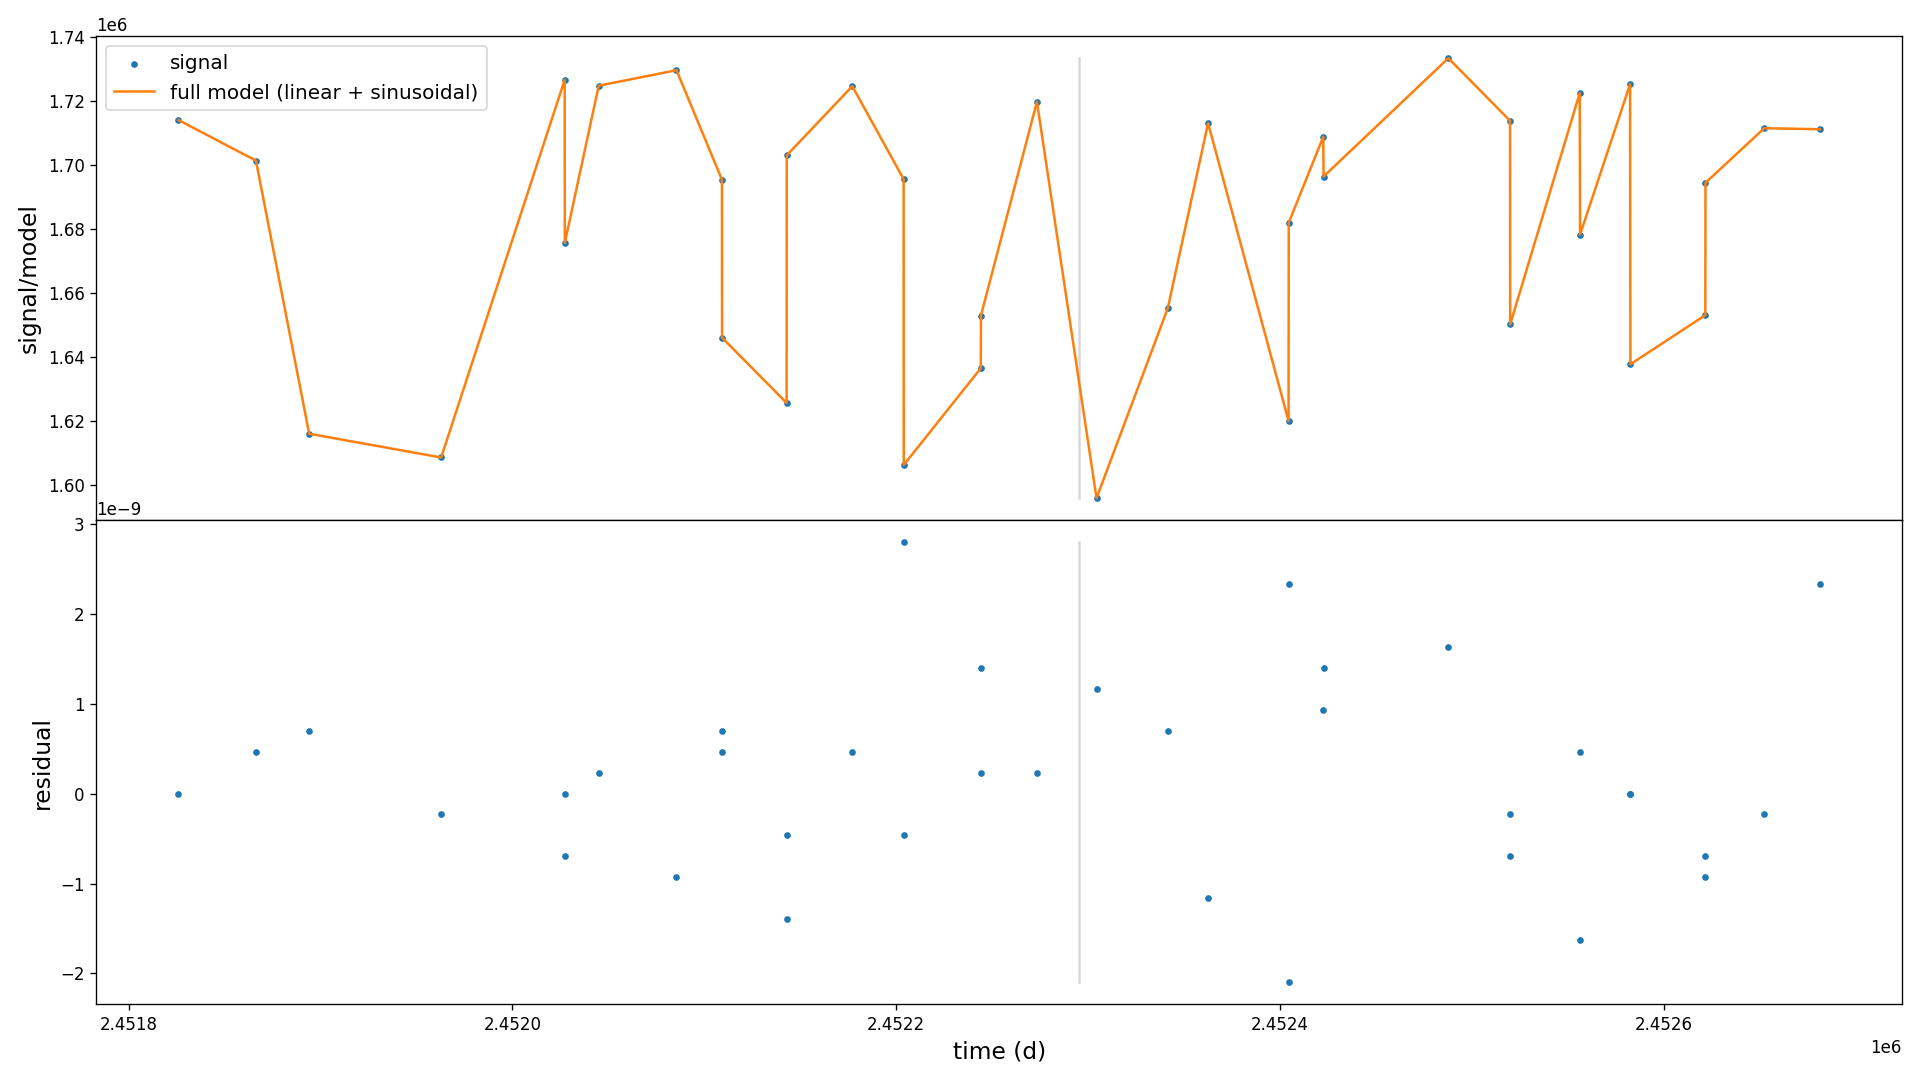 1e6
1.74
1.72
1.70
1.68
1.66
1.64
1.62
1.60
signal/model
signal
full model (linear + sinusoidal)
1e−9
3
2
1
0
−1
−2
residual
2.4518
2.4520
2.4522
2.4524
2.4526
1e6
time (d)